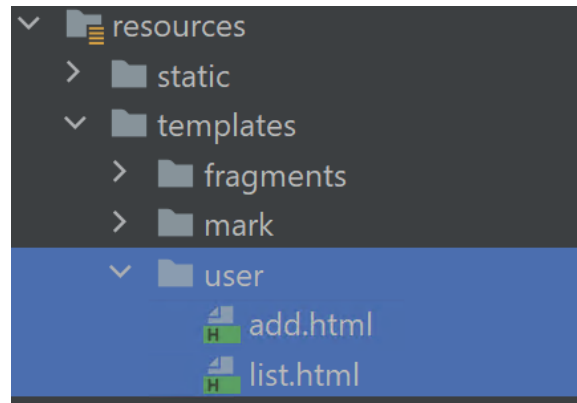 resources
static
templates
fragments
mark
user
H add.html
H list.html